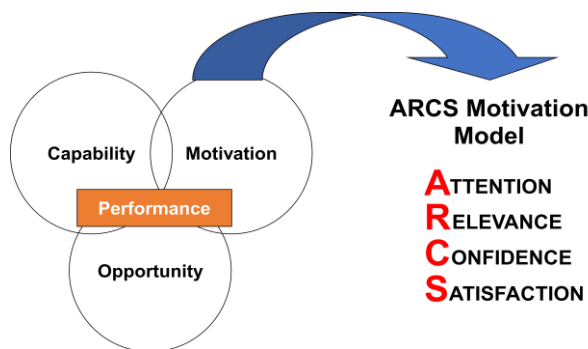 Capability
Motivation
Performance
Opportunity
ARCS Motivation
Model
ATTENTION
RELEVANCE
CONFIDENCE
SATISFACTION